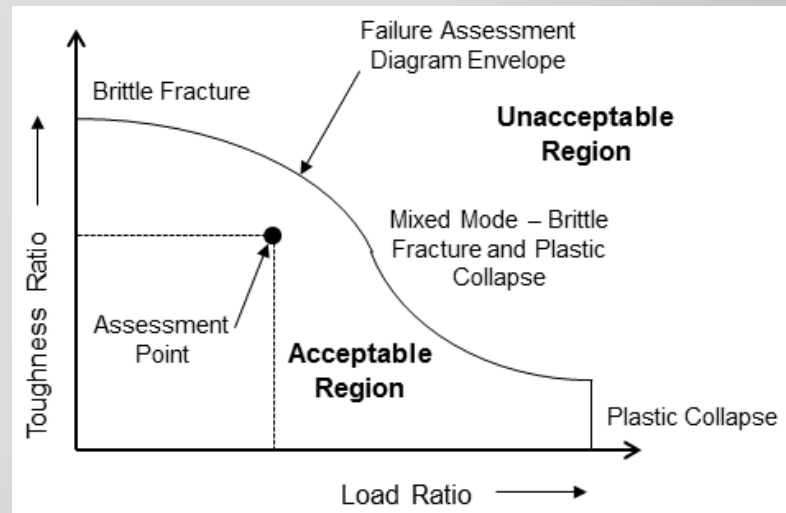 Failure Assessment
Diagram Envelope
Brittle Fracture
Unacceptable
Region
Mixed Mode – Brittle
Fracture and Plastic
Collapse
Toughness Ratio
Assessment
Point
Acceptable
Region
Plastic Collapse
Load Ratio